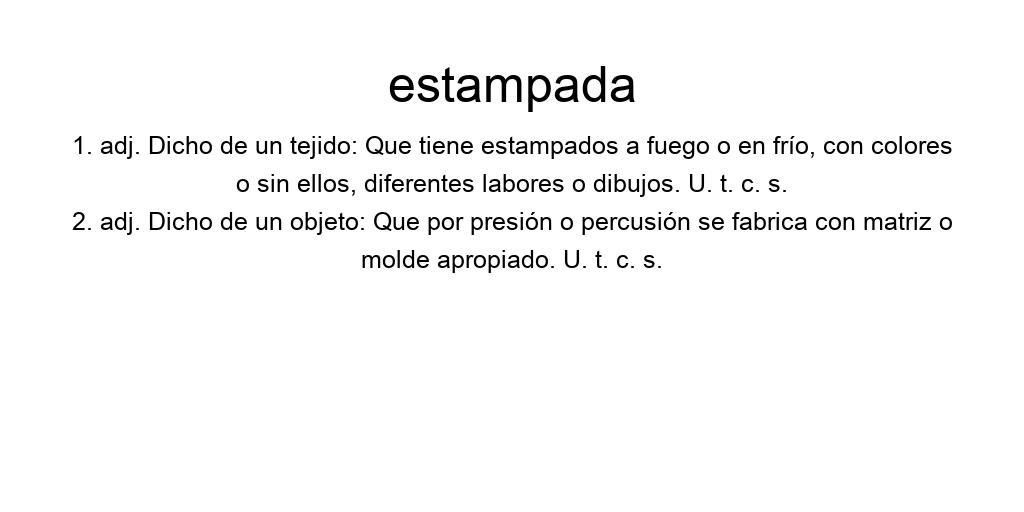 estampada
1. adj. Dicho de un tejido: Que tiene estampados a fuego o en frío, con colores
o sin ellos, diferentes labores o dibujos. U. t. c. s.
2. adj. Dicho de un objeto: Que por presión o percusión se fabrica con matriz o
molde apropiado. U. t. c. s.